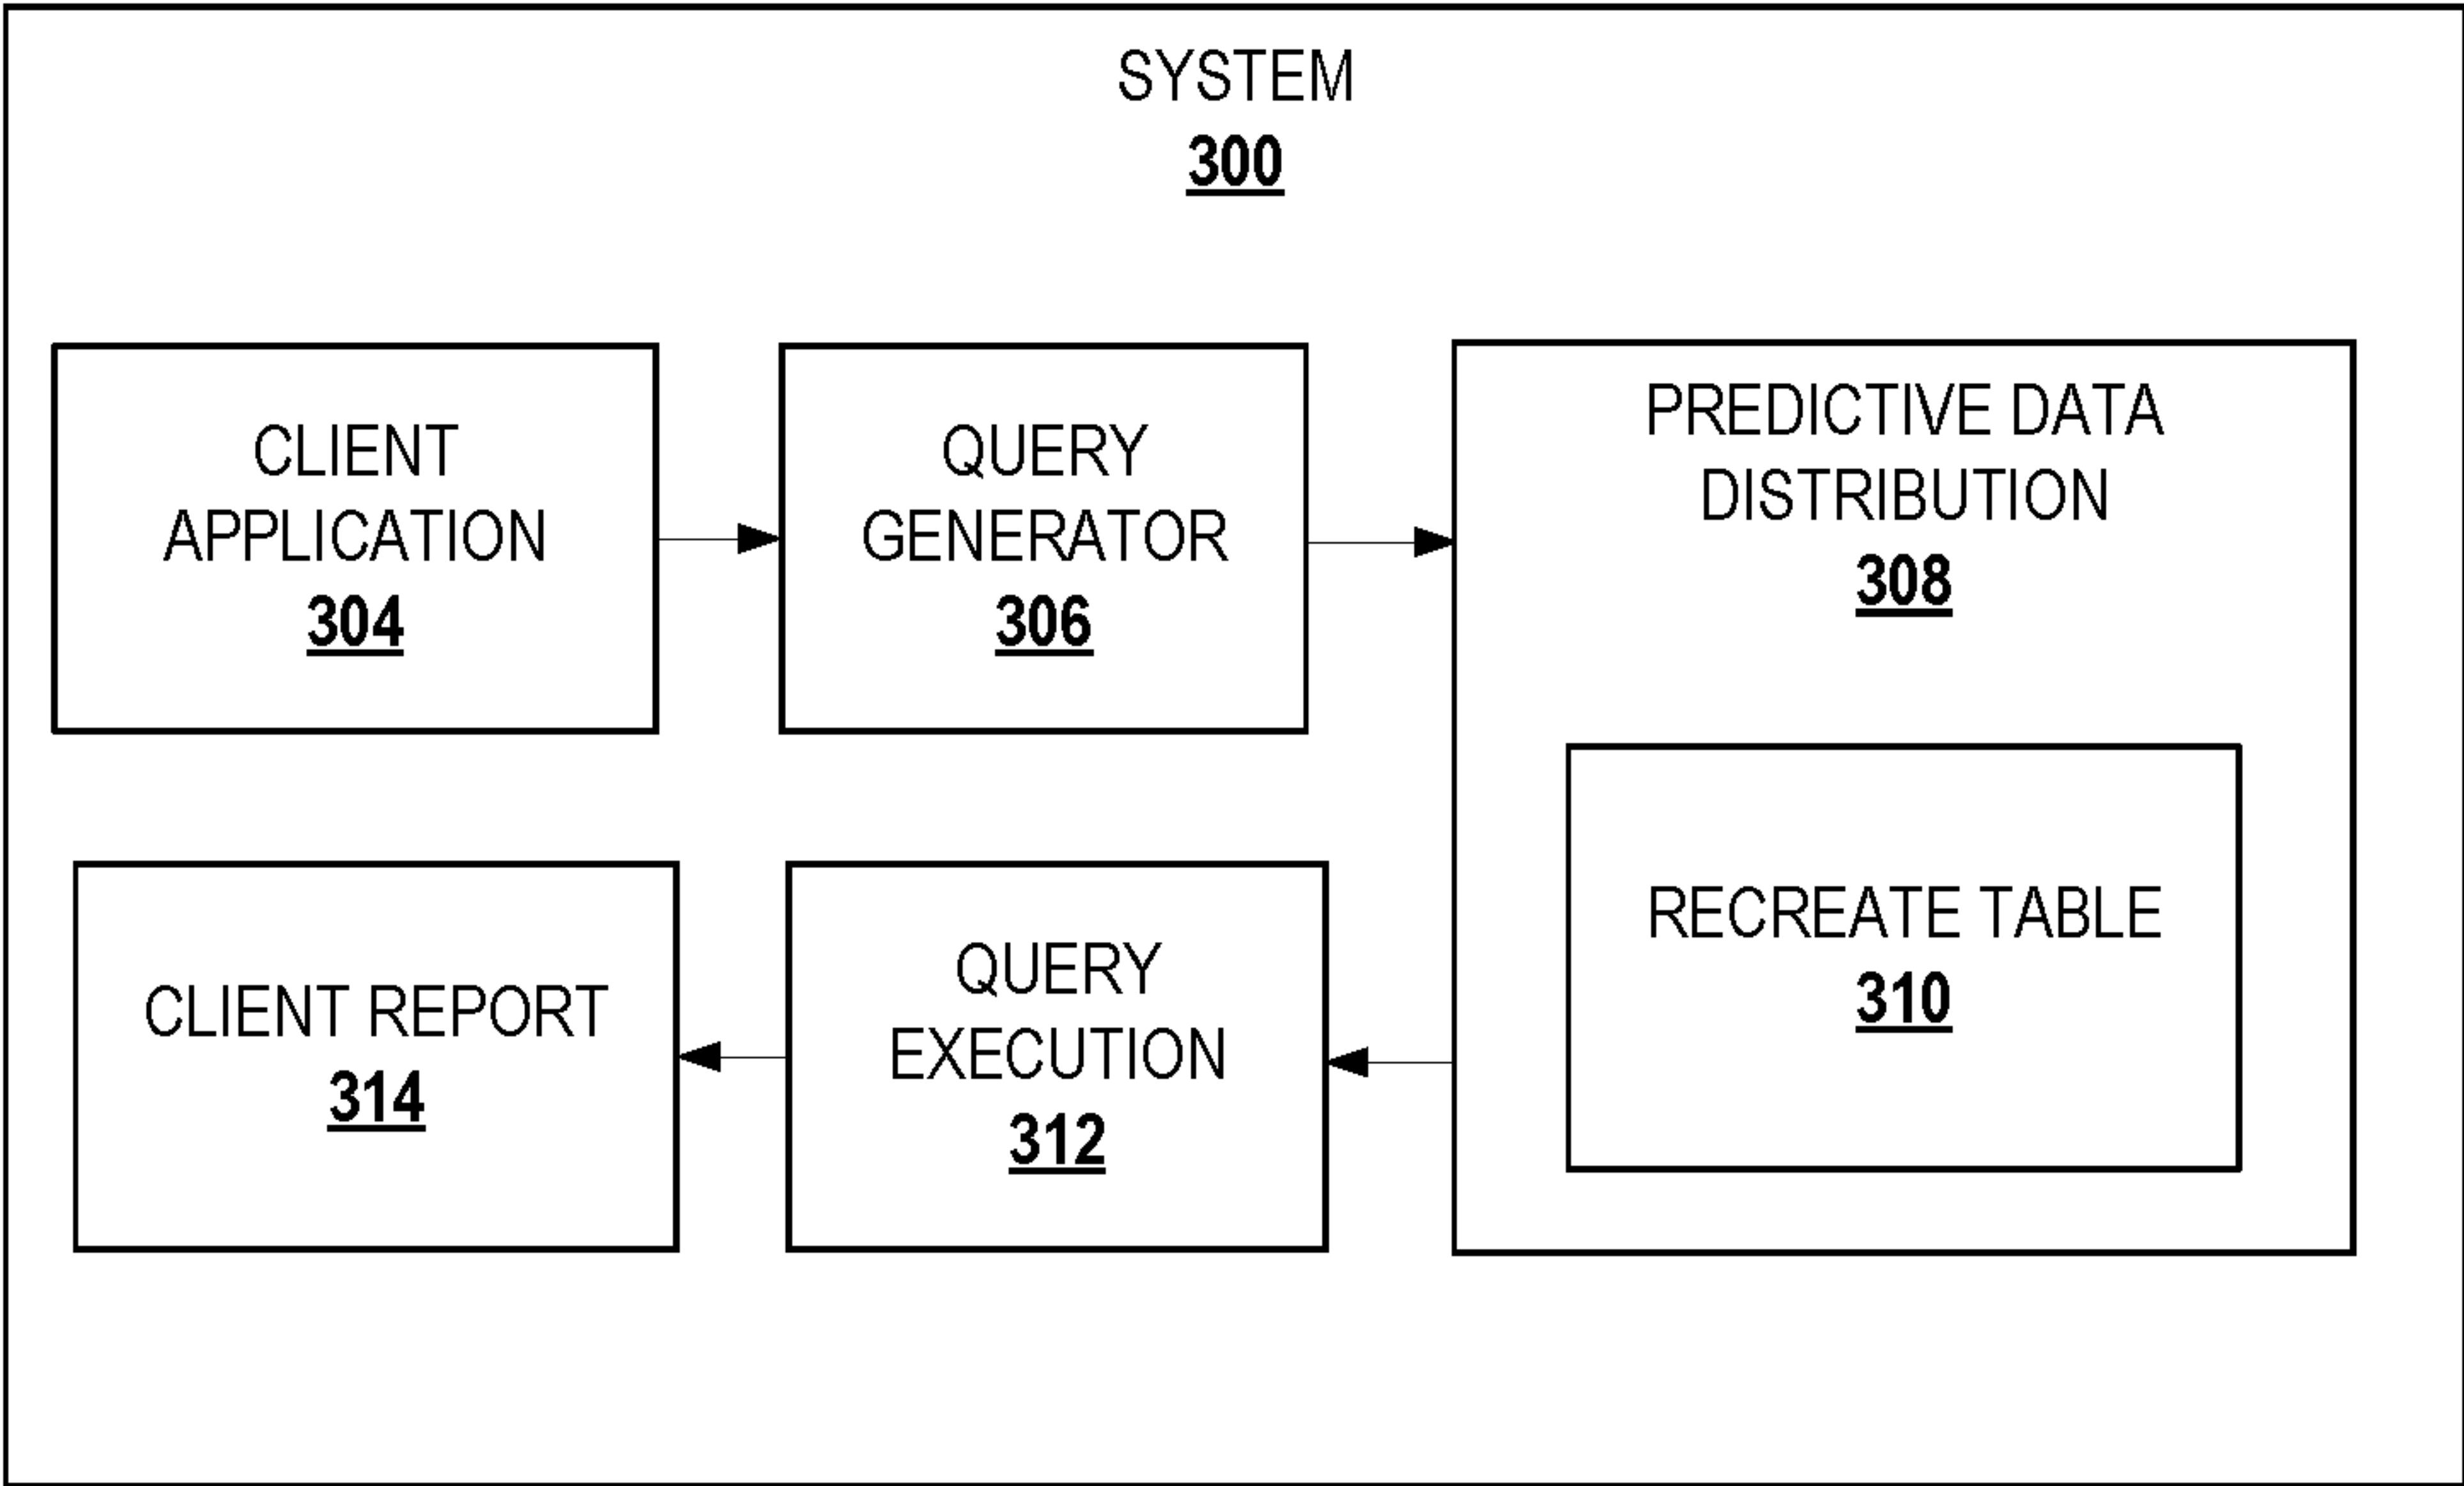 SYSTEM
300
CLIENT
APPLICATION
304
QUERY
GENERATOR
306
PREDICTIVE DATA
DISTRIBUTION
308
RECREATE TABLE
310
QUERY
EXECUTION
312
CLIENT REPORT
314